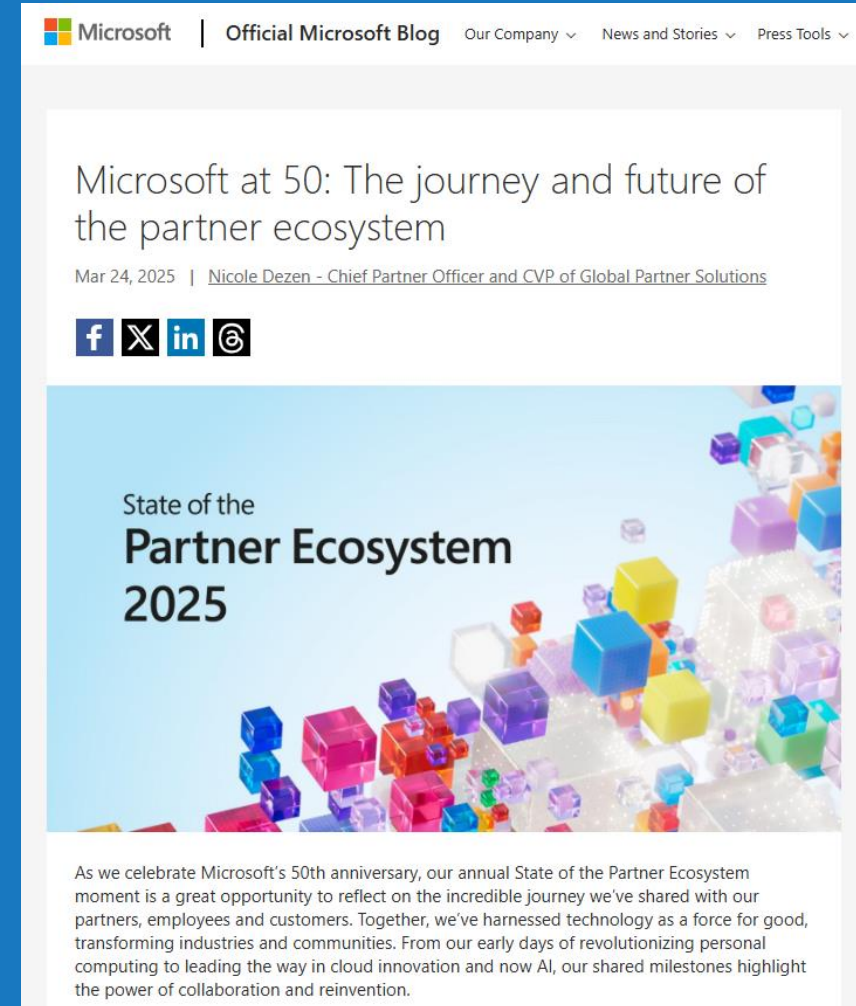 Microsoft | Official Microsoft Blog Our Company News and Stories Press Tools
Microsoft at 50: The journey and future of
the partner ecosystem
Mar 24, 2025 | Nicole Dezen - Chief Partner Officer and CVP of Global Partner Solutions
State of the
Partner Ecosystem
2025
As we celebrate Microsoft’s 50th anniversary, our annual State of the Partner Ecosystem
moment is a great opportunity to reflect on the incredible journey we’ve shared with our
partners, employees and customers. Together, we’ve harnessed technology as a force for good,
transforming industries and communities. From our early days of revolutionizing personal
computing to leading the way in cloud innovation and now AI, our shared milestones highlight
the power of collaboration and reinvention.